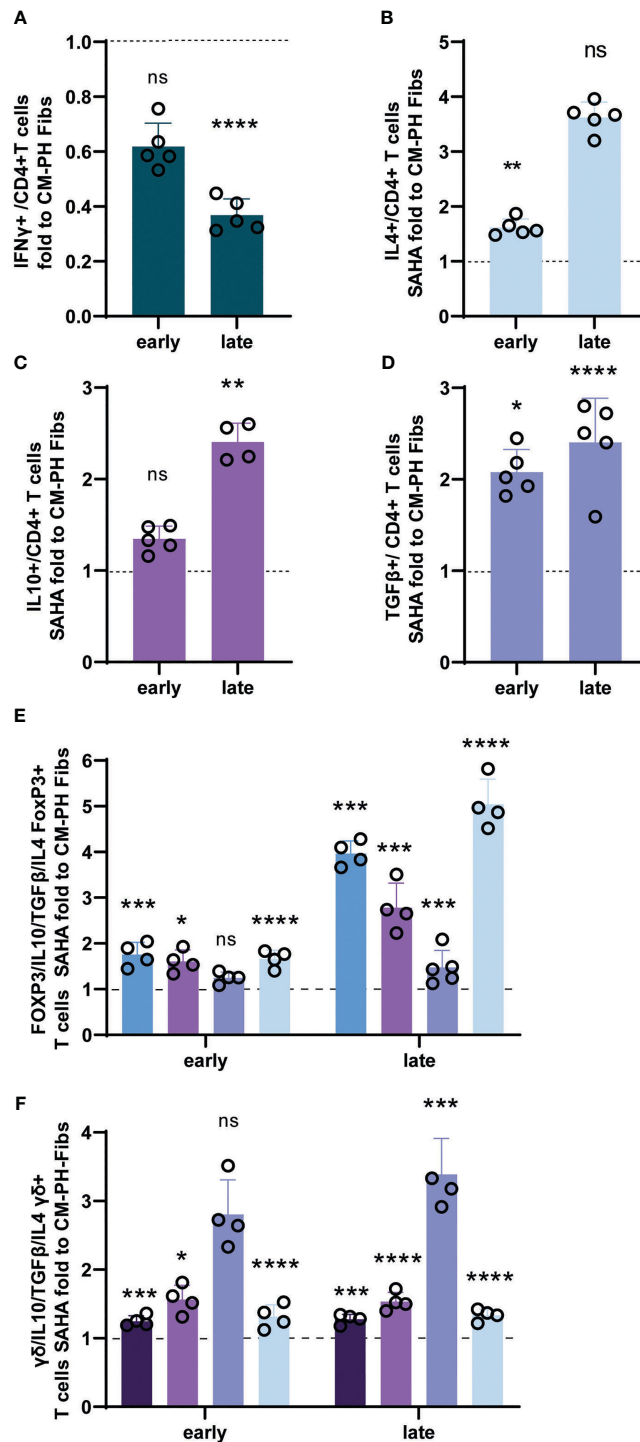 A
IFNγ+ /CD4+T cells
fold to CM-PH Fibs
1.0
0.8
0.6
0.4
0.2
0.0
ns
****
early
late
B
IL4+/CD4+ T cells
SAHA fold to CM-PH Fibs
5
4
3
2
1
0
**
ns
early
late
C
IL10+/CD4+ T cells
SAHA fold to CM-PH Fibs
3
2
1
0
ns
**
early
late
D
TGFβ+/ CD4+ T cells
SAHA fold to CM-PH Fibs
3
2
1
0
*
****
early
late
E
FOXP3/IL10/TGFβ/IL4 FoxP3+
T cells SAHA fold to CM-PH Fibs
6
5
4
3
2
1
0
***
*
ns
****
***
***
***
****
early
late
F
γδ/IL10/TGFβ/IL4 γδ+
T cells SAHA fold to CM-PH-Fibs
4
3
2
1
0
***
*
ns
****
***
****
***
****
early
late